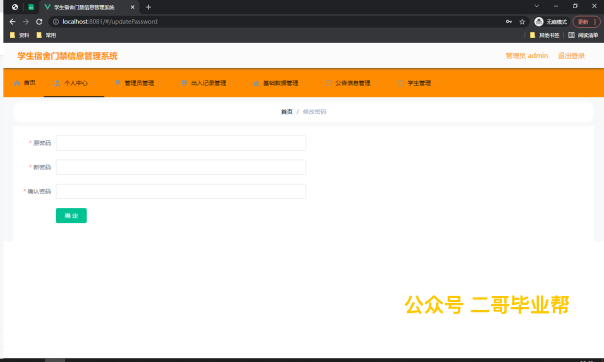 学生宿舍门禁信息管理系统
localhost:8081/#/updatePassword
无痕模式
更新
资料
常用
其他书签
阅读清单
学生宿舍门禁信息管理系统
管理员 admin
退出登录
首页
个人中心
管理员管理
出入记录管理
基础数据管理
公告信息管理
学生管理
首页 / 修改密码
* 原密码
* 新密码
* 确认密码
确 定
公众号 二哥毕业帮